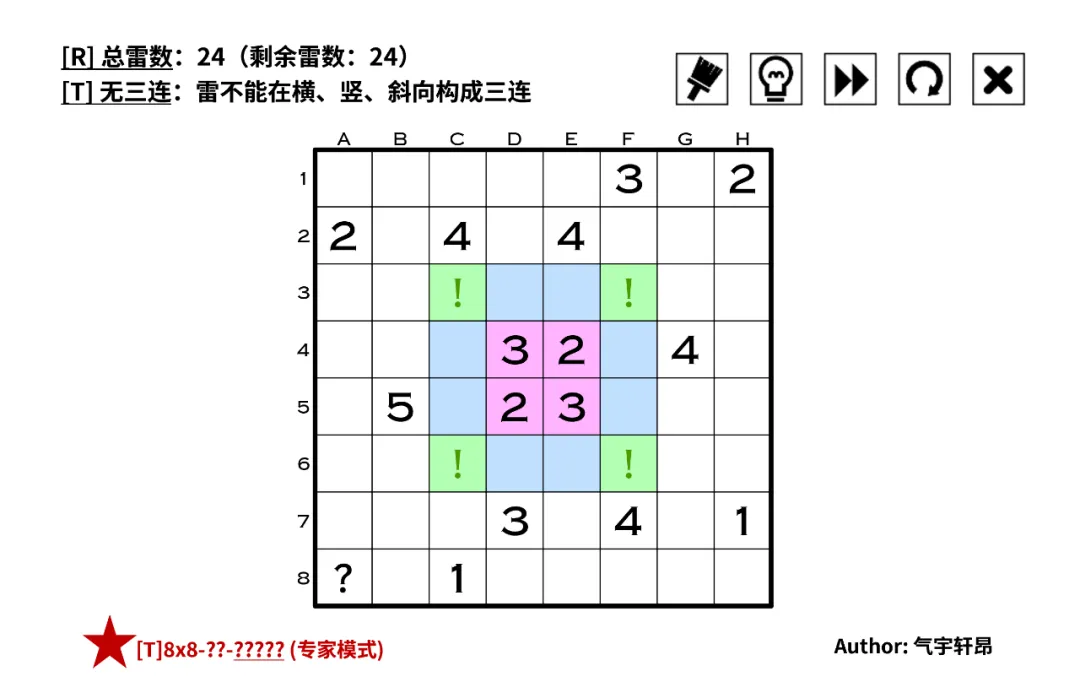 [R] 总雷数：24（剩余雷数：24）
[T] 无三连：雷不能在横、竖、斜向构成三连
A B C D E F G H
1 3 2
2 2 4 4
3 ! !
4 3 2 4
5 5 2 3
6 ! !
7 3 4 1
8 ? 1
[T]8x8-??-????? (专家模式)
Author: 气宇轩昂